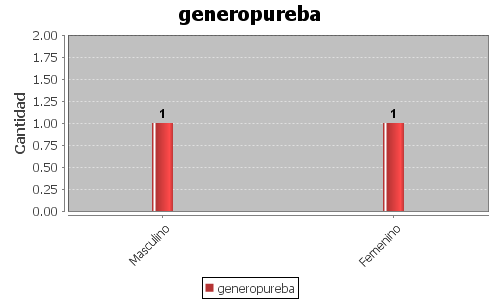 generopureba
Cantidad
2.00
1.75
1.50
1.25
1.00
0.75
0.50
0.25
0.00
1
1
Masculino
Femenino
generopureba